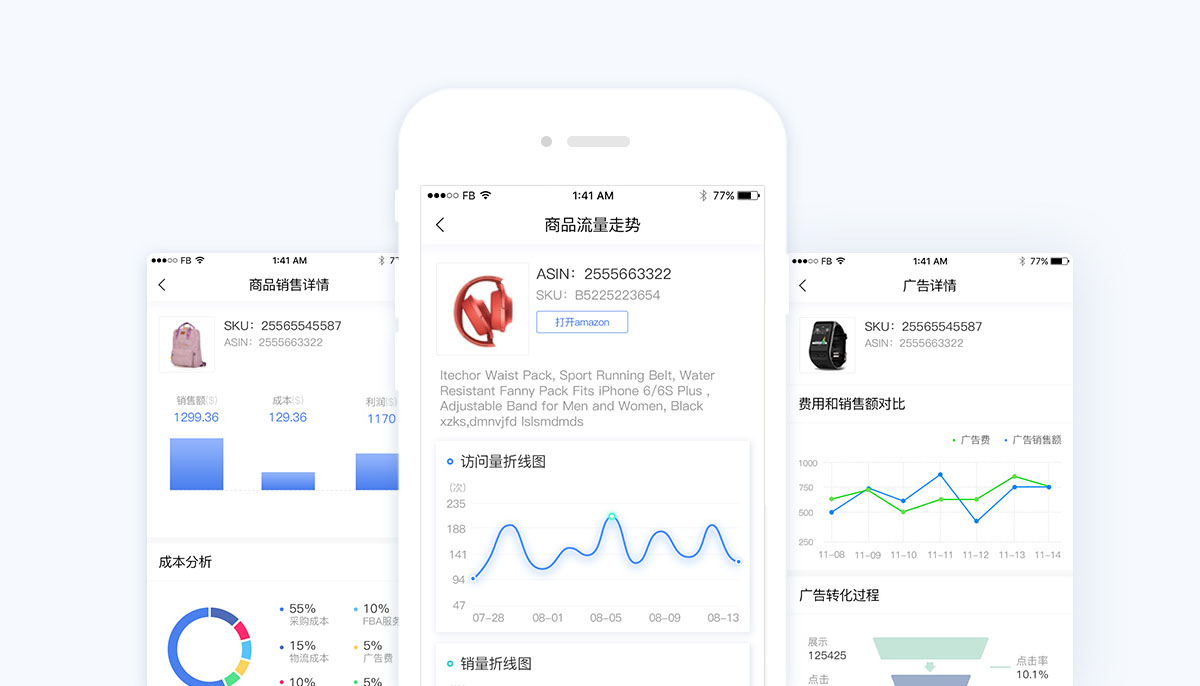 FB 1:41 AM 77%
商品流量走势
ASIN：2555663322
SKU：B5225223654
打开amazon
Itechor Waist Pack, Sport Running Belt, Water
Resistant Fanny Pack Fits iPhone 6/6S Plus ,
Adjustable Band for Men and Women, Black
xzks,dmnvjfd lslsmdmds
访问量折线图
(次)
235
188
141
94
47
07-28 08-01 08-05 08-09 08-13
销量折线图
FB 1:41 AM
商品销售详情
SKU：25565545587
ASIN：2555663322
销售额($) 成本($) 利润($)
1299.36 129.36 1170
成本分析
55% 10%
采购成本 FBA服务
15% 5%
物流成本 广告费
10% 5%
FB 1:41 AM 77%
广告详情
SKU：25565545587
ASIN：2555663322
费用和销售额对比
广告费 广告销售额
1000
750
500
250
11-08 11-09 11-10 11-11 11-12 11-13 11-14
广告转化过程
展示
125425
点击率
10.1%
点击